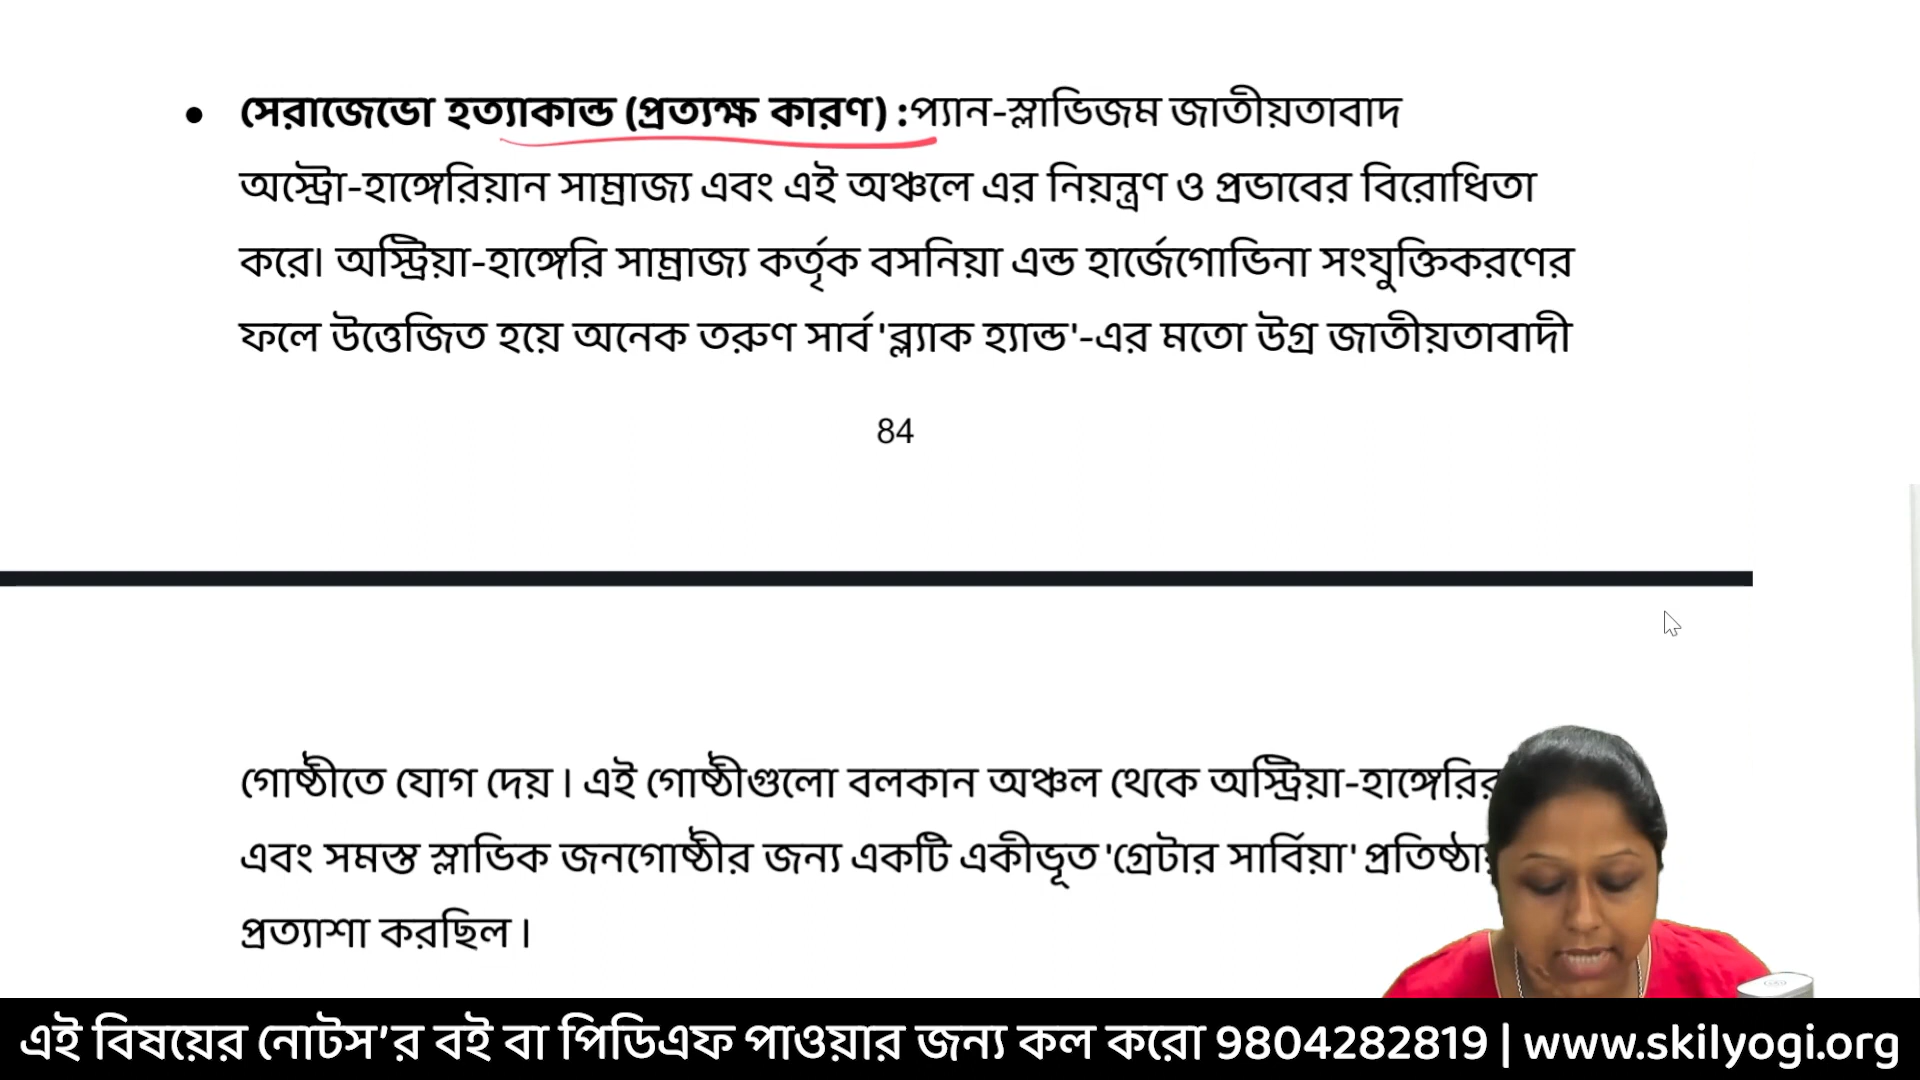 • সেরাজেভো হত্যাকান্ড (প্রত্যক্ষ কারণ) :প্যান-স্লাভিজম জাতীয়তাবাদ
অস্ট্রো-হাঙ্গেরিয়ান সাম্রাজ্য এবং এই অঞ্চলে এর নিয়ন্ত্রণ ও প্রভাবের বিরোধিতা
করে। অস্ট্রিয়া-হাঙ্গেরি সাম্রাজ্য কর্তৃক বসনিয়া এন্ড হার্জেগোভিনা সংযুক্তিকরণের
ফলে উত্তেজিত হয়ে অনেক তরুণ সার্ব 'ব্ল্যাক হ্যান্ড'-এর মতো উগ্র জাতীয়তাবাদী
84
গোষ্ঠীতে যোগ দেয়। এই গোষ্ঠীগুলো বলকান অঞ্চল থেকে অস্ট্রিয়া-হাঙ্গেরির
এবং সমস্ত স্লাভিক জনগোষ্ঠীর জন্য একটি একীভূত 'গ্রেটার সার্বিয়া'
প্রত্যাশা করছিল।
এই বিষয়ের নোটস’র বই বা পিডিএফ পাওয়ার জন্য কল করো 9804282819 | www.skilyogi.org